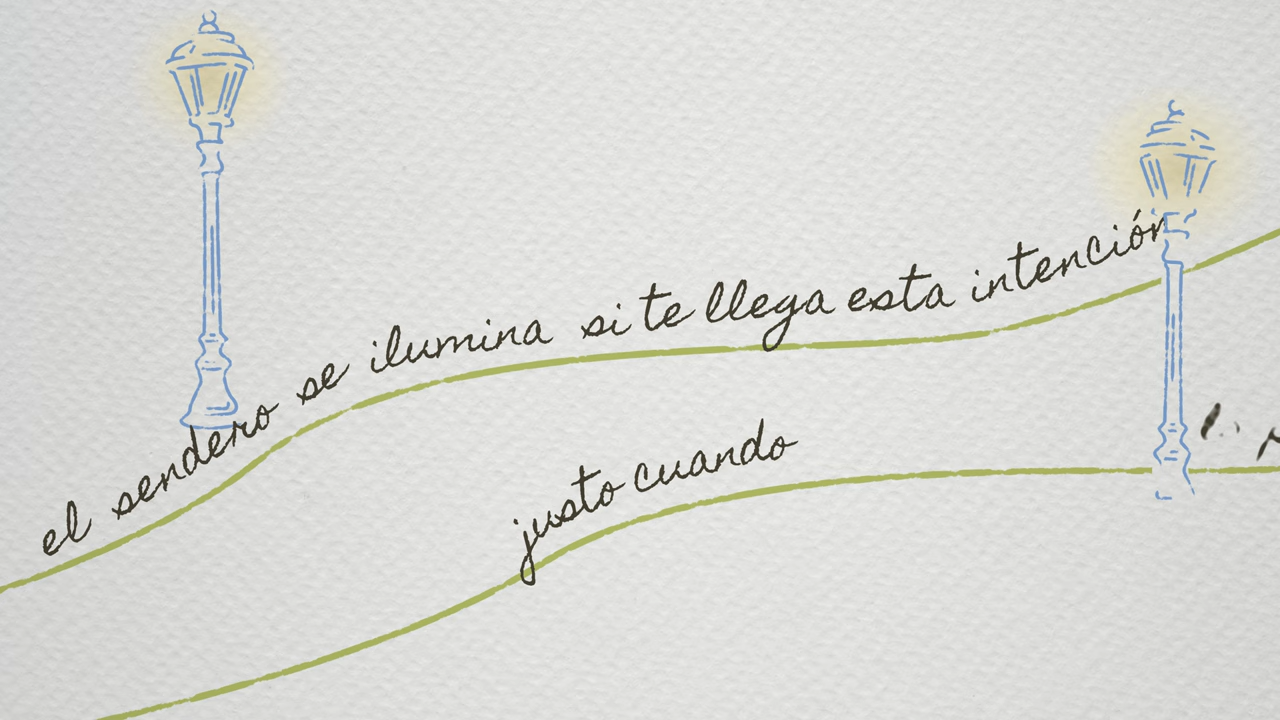 el sendero se ilumina si te llega esta intención
justo cuando